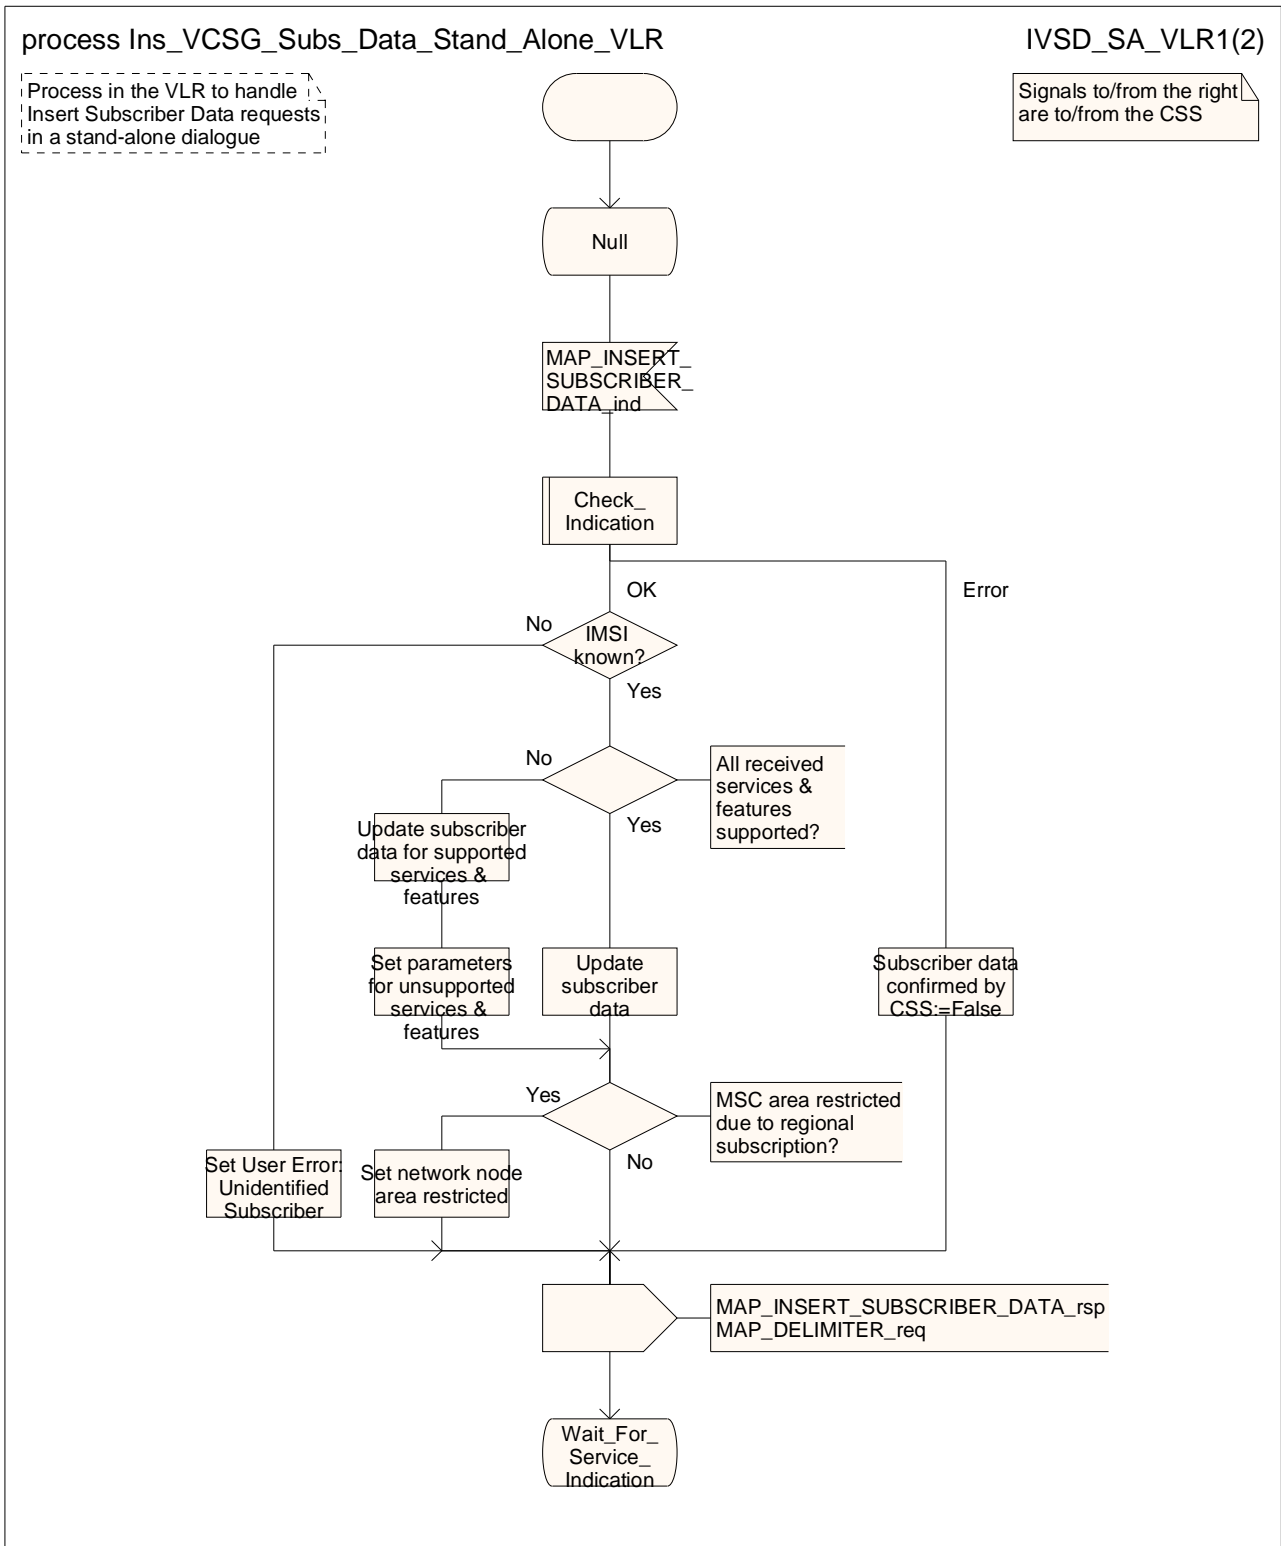 process Ins_VCSG_Subs_Data_Stand_Alone_VLR
IVSD_SA_VLR1(2)
Process in the VLR to handle
Insert Subscriber Data requests
in a stand-alone dialogue
Signals to/from the right
are to/from the CSS
Null
MAP_INSERT_
SUBSCRIBER_
DATA_ind
Check_
Indication
OK
Error
No
IMSI
known?
Yes
No
All received
services &
features
supported?
Yes
Update subscriber
data for supported
services &
features
Set parameters
for unsupported
services &
features
Update
subscriber
data
Subscriber data
confirmed by
CSS:=False
Yes
MSC area restricted
due to regional
subscription?
No
Set User Error:
Unidentified
Subscriber
Set network node
area restricted
MAP_INSERT_SUBSCRIBER_DATA_rsp
MAP_DELIMITER_req
Wait_For_
Service_
Indication